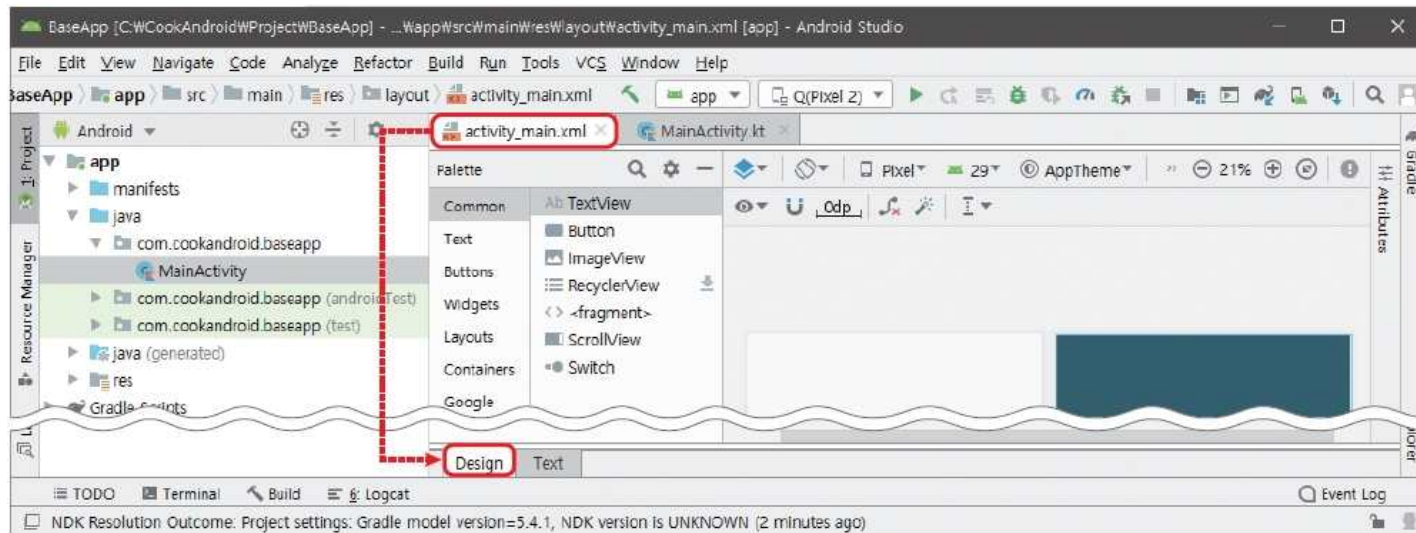 BaseApp [C:₩CookAndroid₩Project₩BaseApp] - ...₩app₩src₩main₩res₩layout₩activity_main.xml [app] - Android Studio
File Edit View Navigate Code Analyze Refactor Build Run Tools VCS Window Help
BaseApp app src main res layout activity_main.xml app Q(Pixel 2)
1: Project
Resource Manager
Android
app
manifests
java
com.cookandroid.baseapp
MainActivity
com.cookandroid.baseapp (androidTest)
com.cookandroid.baseapp (test)
java (generated)
res
Gradle Scripts
activity_main.xml MainActivity.kt
Palette
Common
Text
Buttons
Widgets
Layouts
Containers
Google
Ab TextView
Button
ImageView
RecyclerView
<> <fragment>
ScrollView
Switch
Pixel 29 AppTheme 21%
0dp
Attributes
Gradle
Design Text
TODO Terminal Build 6: Logcat Event Log
NDK Resolution Outcome: Project settings: Gradle model version=5.4.1, NDK version is UNKNOWN (2 minutes ago)